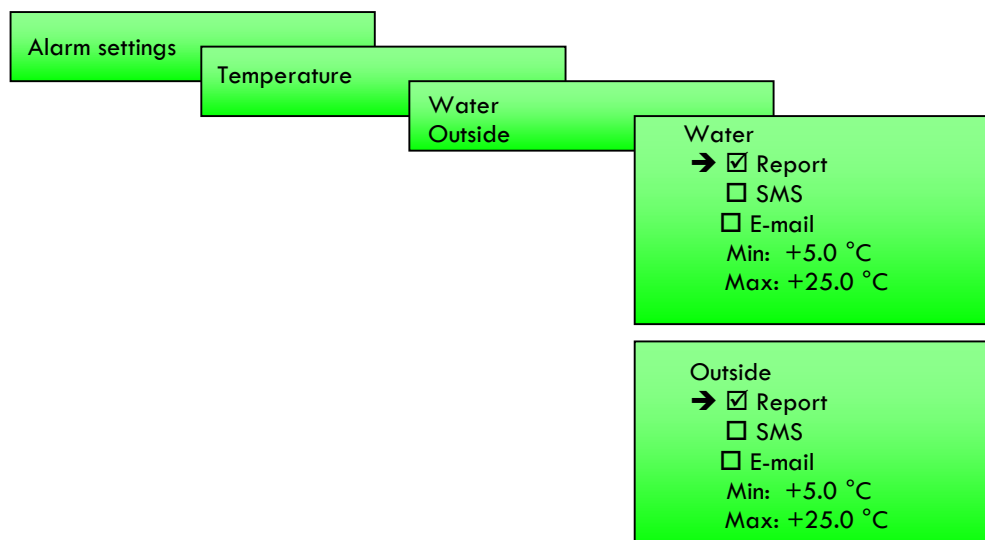 Alarm settings
Temperature
Water
Outside
Water
➔ ☑ Report
☐ SMS
☐ E-mail
Min: +5.0 °C
Max: +25.0 °C
Outside
➔ ☑ Report
☐ SMS
☐ E-mail
Min: +5.0 °C
Max: +25.0 °C